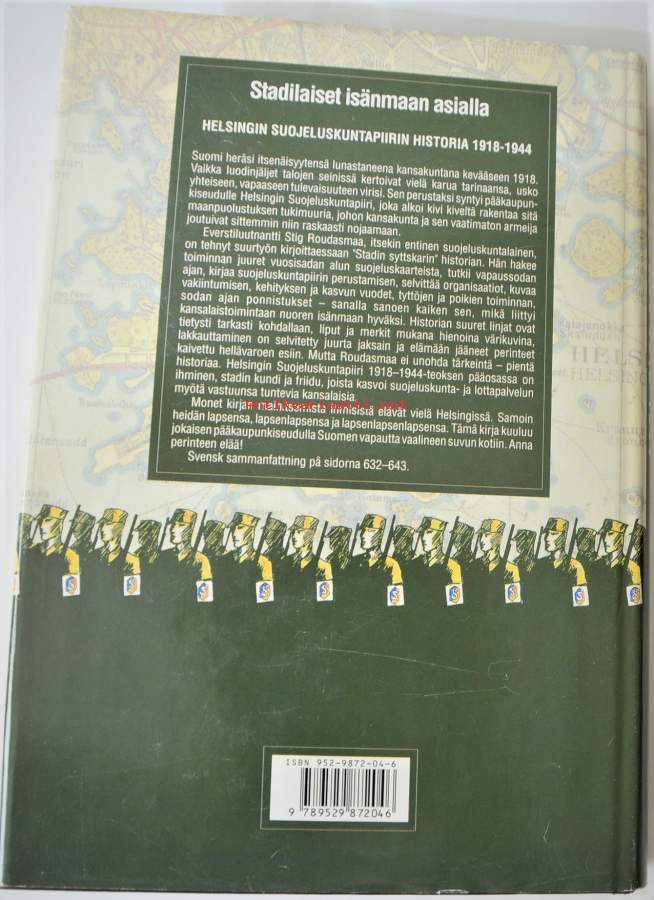 Stadilaiset isänmaan asialla
HELSINGIN SUOJELUSKUNTAPIIRIN HISTORIA 1918-1944
Suomi heräsi itsenäisyytensä lunastaneena kansakuntana kevääseen 1918.
Vaikka luodinjäljet talojen seinissä kertoivat vielä karua tarinaansa, usko
yhteiseen, vapaaseen tulevaisuuteen virisi. Sen perustaksi syntyi pääkaupun-
kiseudulle Helsingin Suojeluskuntapiiri, joka alkoi kivi kiveltä rakentaa sitä
maanpuolustuksen tukimuuria, johon kansakunta ja sen vaatimaton armeija
joutuivat sittemmin niin raskaasti nojaamaan.
Everstiluutnantti Stig Roudasmaa, itsekin entinen suojeluskuntalainen,
on tehnyt suurtyön kirjoittaessaan "Stadin syttskarin" historian. Hän hakee
toiminnan juuret vuosisadan alun suojeluskaarteista, tutkii vapaussodan
ajan, kirjaa suojeluskuntapiirin perustamisen, selvittää organisaatiot, kuvaa
vakiintumisen, kehityksen ja kasvun vuodet, tyttöjen ja poikien toiminnan,
sodan ajan ponnistukset – sanalla sanoen kaiken sen, mikä liittyi
kansalaistoimintaan nuoren isänmaan hyväksi. Historian suuret linjat ovat
tietysti tarkasti kohdallaan, liput ja merkit mukana hienoina värikuvina,
lakkauttaminen on selvitetty juurta jaksain ja elämään jääneet perinteet
kaivettu hellävaroen esiin. Mutta Roudasmaa ei unohda tärkeintä – pientä
historiaa. Helsingin Suojeluskuntapiiri 1918–1944-teoksen pääosassa on
ihminen, stadin kundi ja friidu, joista kasvoi suojeluskunta- ja lottapalvelun
myötä vastuunsa tuntevia kansalaisia.
Monet kirjan mainitsemista ihmisistä elävät vielä Helsingissä. Samoin
heidän lapsensa, lapsenlapsensa ja lapsenlapsenlapsensa. Tämä kirja kuuluu
jokaisen pääkaupunkiseudulla Suomen vapautta vaalineen suvun kotiin. Anna
perinteen elää!
Svensk sammanfattning på sidorna 632–643.
HELS
HELSING
ISBN 952-9872-04-6
9 789529 872046